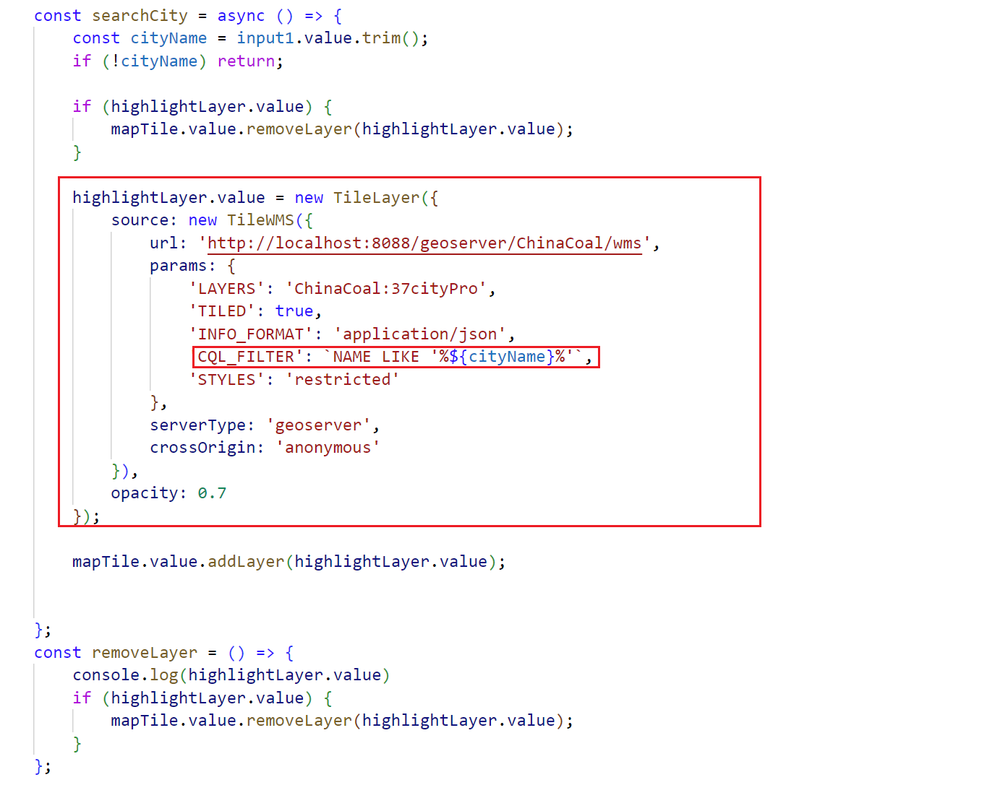 const searchCity = async () => {
const cityName = input1.value.trim();
if (!cityName) return;
if (highlightLayer.value) {
mapTile.value.removeLayer(highlightLayer.value);
}
highlightLayer.value = new TileLayer({
source: new TileWMS({
url: 'http://localhost:8088/geoserver/ChinaCoal/wms',
params: {
'LAYERS': 'ChinaCoal:37cityPro',
'TILED': true,
'INFO_FORMAT': 'application/json',
CQL_FILTER': `NAME LIKE '%${cityName}%'`,
'STYLES': 'restricted'
},
serverType: 'geoserver',
crossOrigin: 'anonymous'
}),
opacity: 0.7
});
mapTile.value.addLayer(highlightLayer.value);
};
const removeLayer = () => {
console.log(highlightLayer.value)
if (highlightLayer.value) {
mapTile.value.removeLayer(highlightLayer.value);
}
};